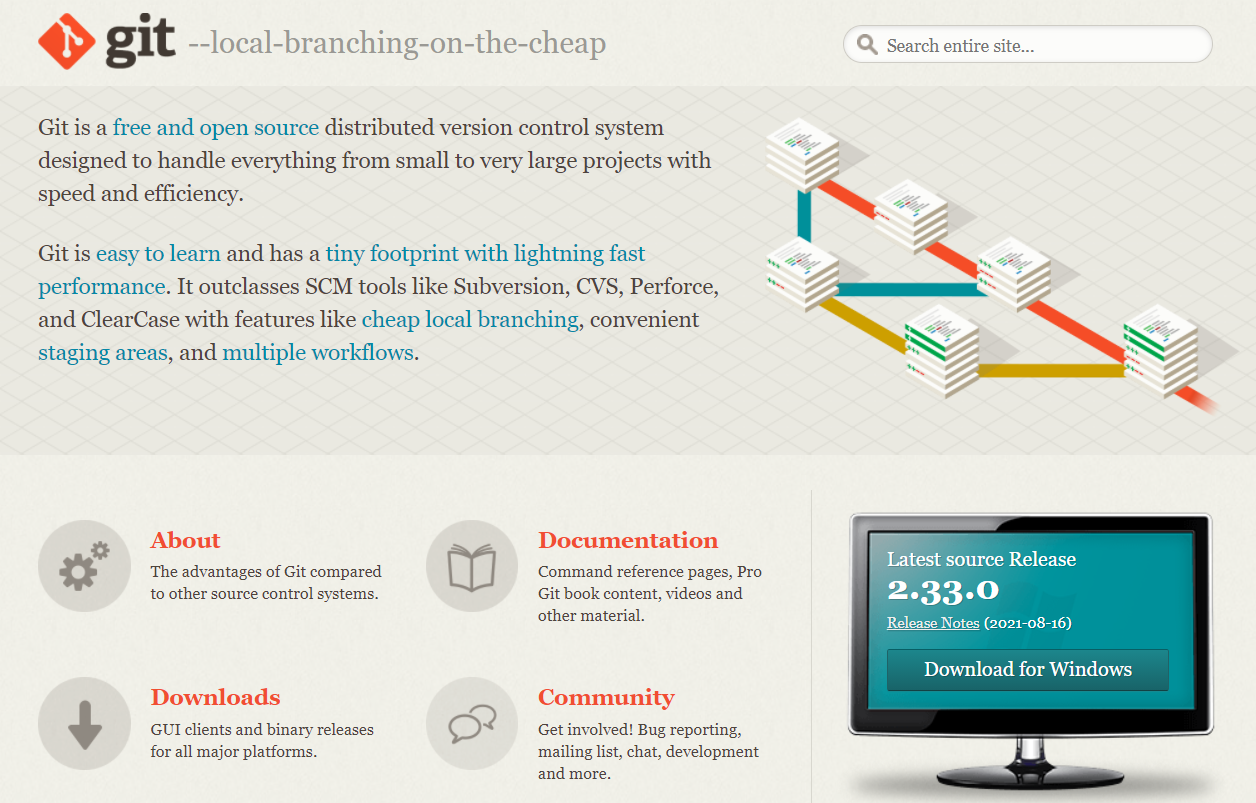 git --local-branching-on-the-cheap
Search entire site...
Git is a free and open source distributed version control system
designed to handle everything from small to very large projects with
speed and efficiency.
Git is easy to learn and has a tiny footprint with lightning fast
performance. It outclasses SCM tools like Subversion, CVS, Perforce,
and ClearCase with features like cheap local branching, convenient
staging areas, and multiple workflows.
About
The advantages of Git compared
to other source control systems.
Documentation
Command reference pages, Pro
Git book content, videos and
other material.
Downloads
GUI clients and binary releases
for all major platforms.
Community
Get involved! Bug reporting,
mailing list, chat, development
and more.
Latest source Release
2.33.0
Release Notes (2021-08-16)
Download for Windows